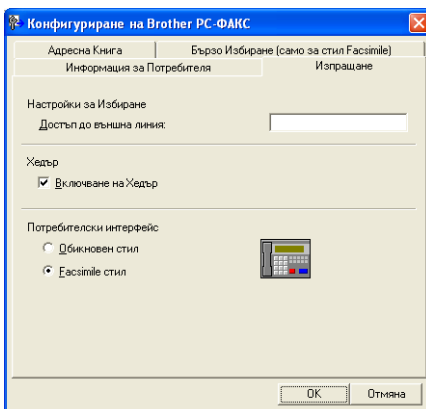 Конфигуриране на Brother PC-ФАКС
Адресна Книга
Бързо Избиране (само за стил Facsimile)
Информация за Потребителя
Изпращане
Настройки за Избиране
Достъп до външна линия:
Хедър
Включване на Хедър
Потребителски интерфейс
Обикновен стил
Facsimile стил
OK
Отмяна